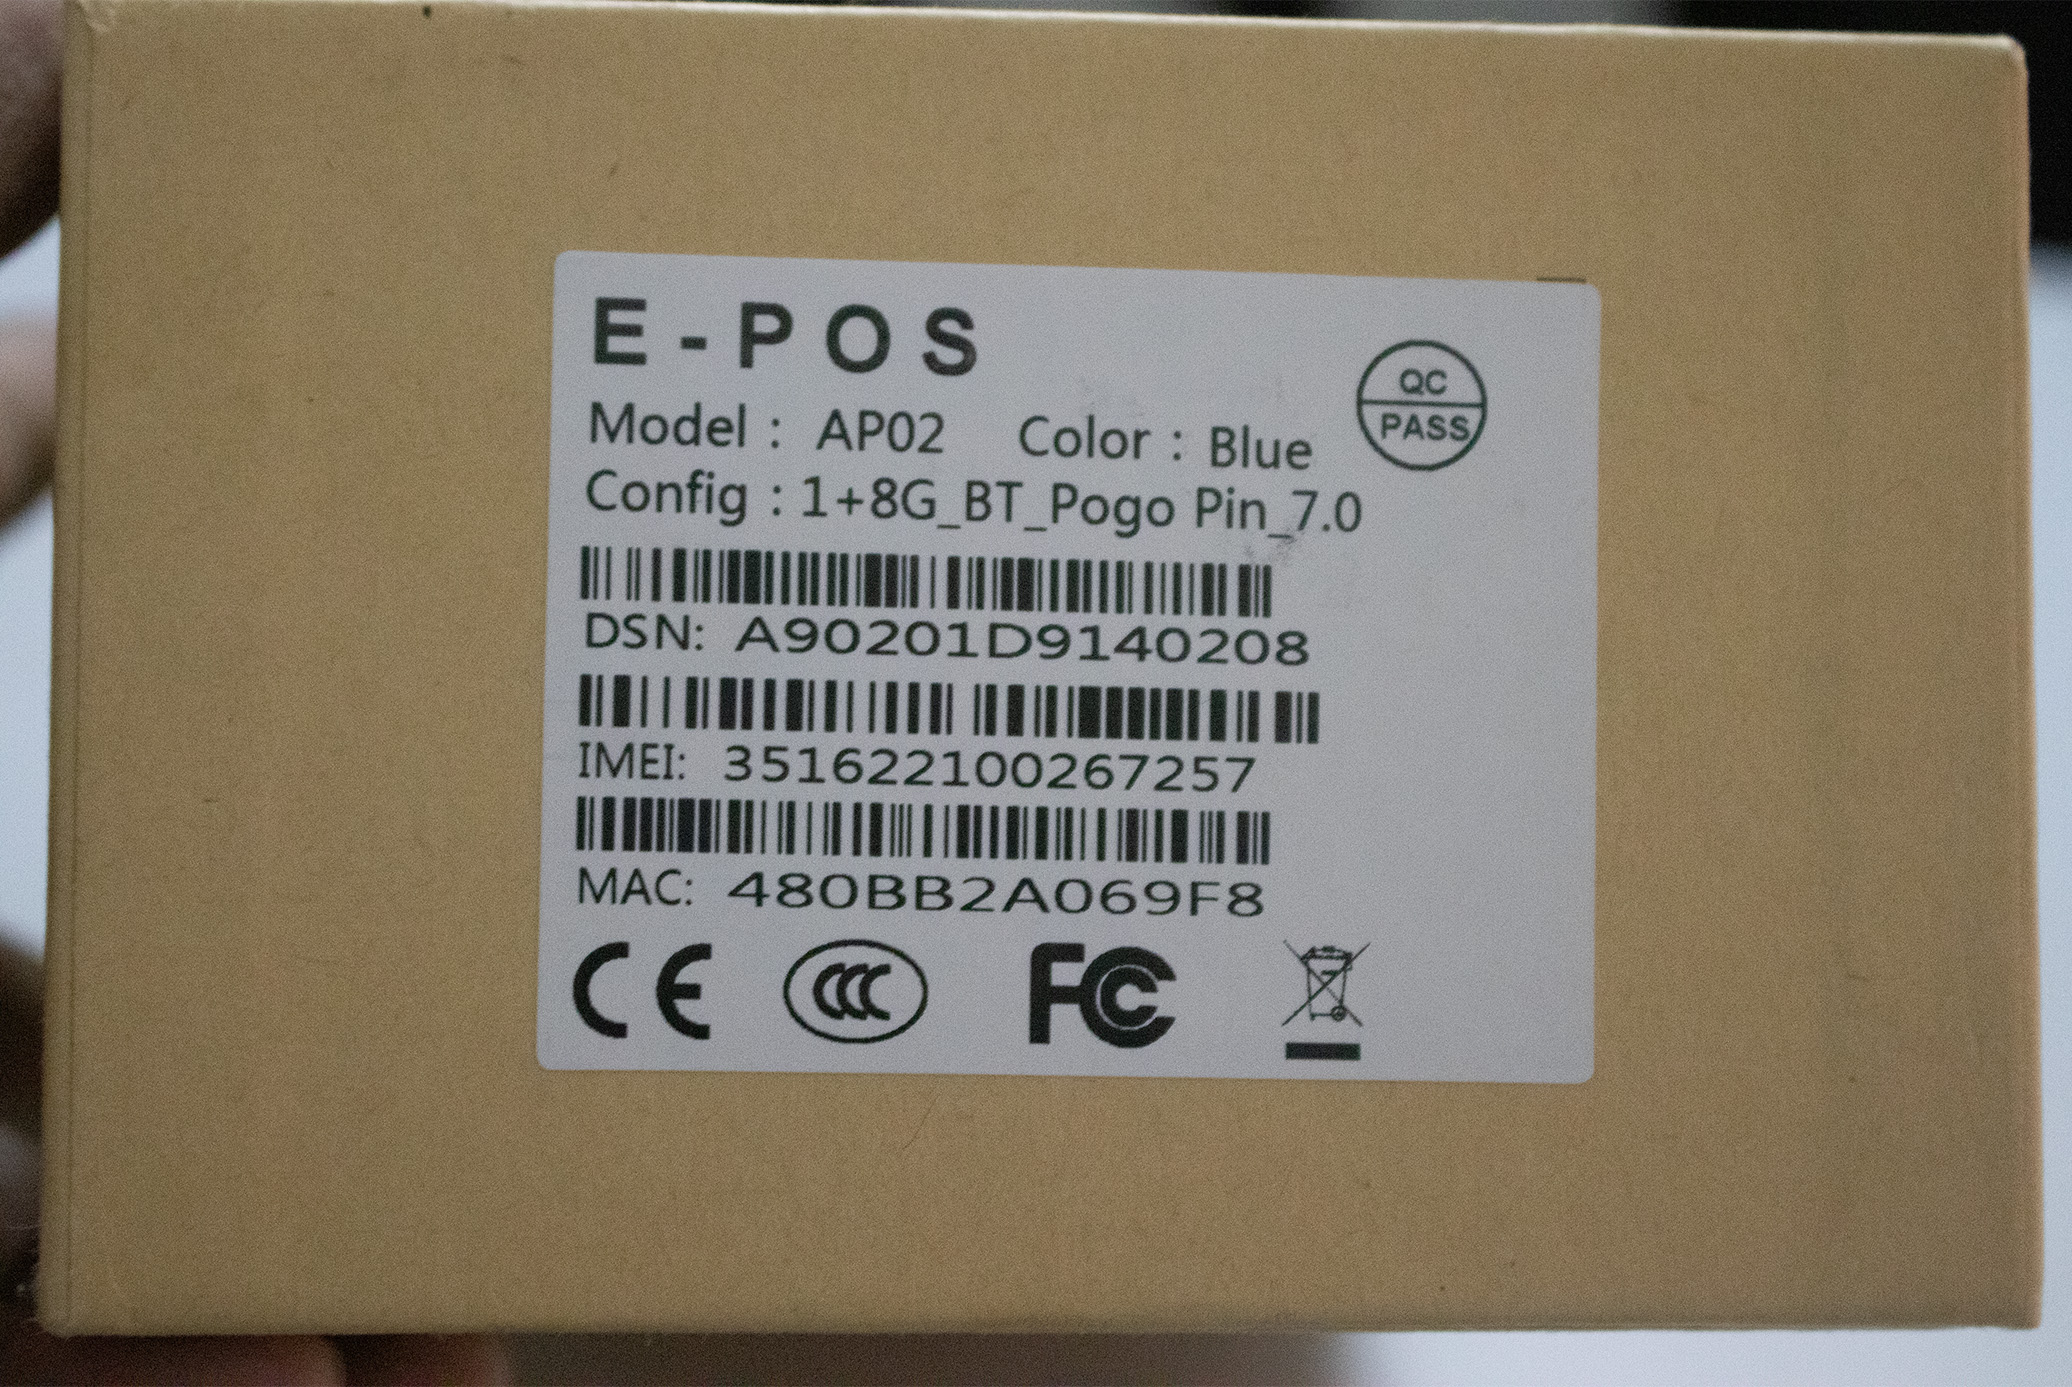 E-POS
QC
PASS
Model : AP02 Color : Blue
Config : 1+8G_BT_Pogo Pin_7.0
DSN: A90201D9140208
IMEI: 351622100267257
MAC: 480BB2A069F8
CE CCC FC